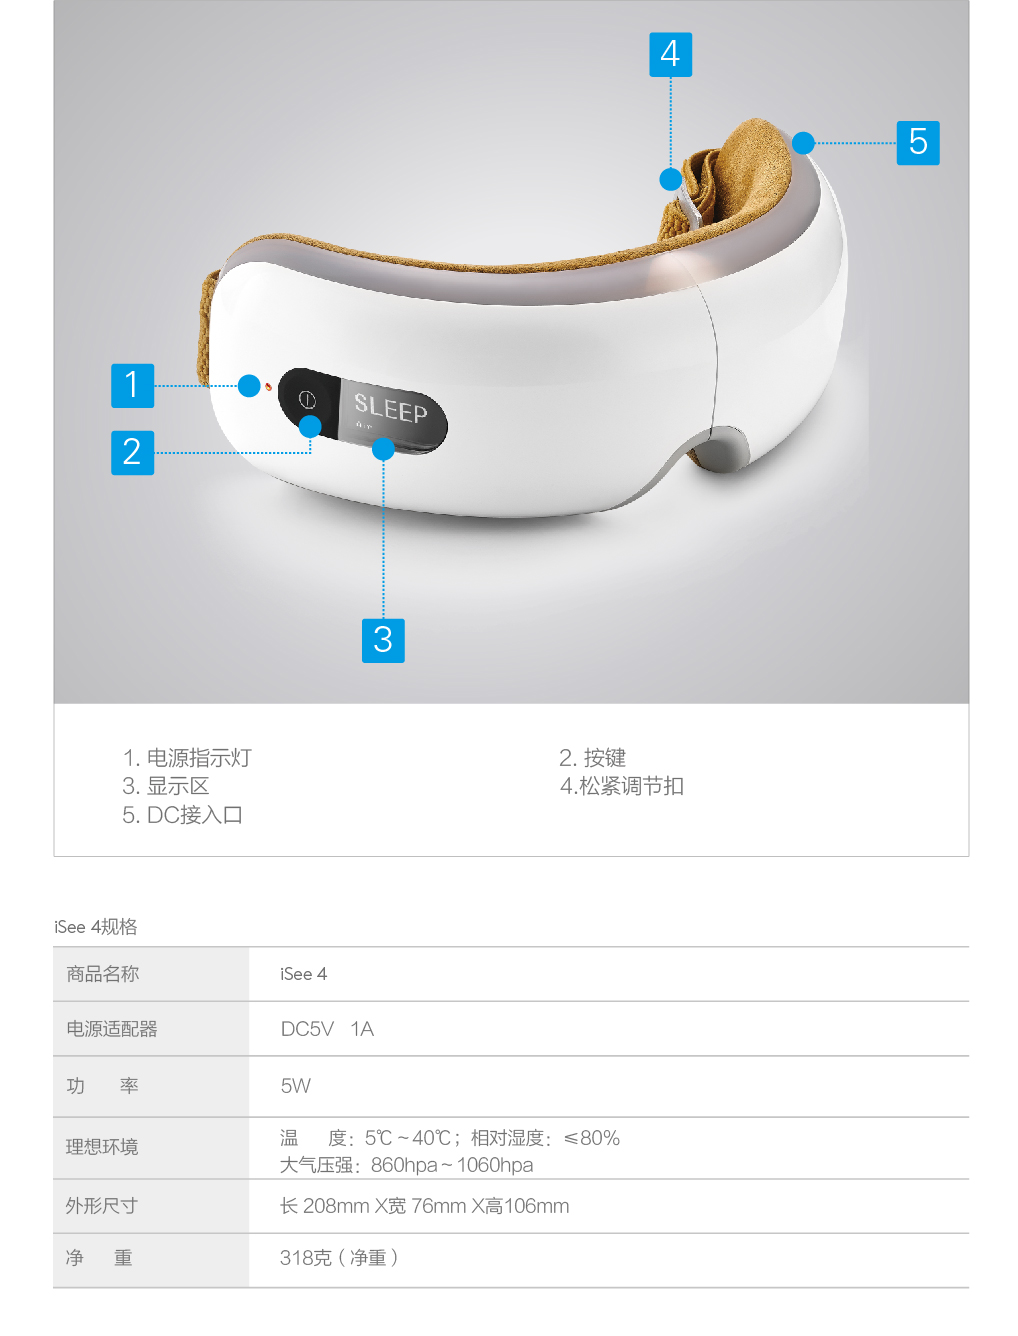 4
5
1
SLEEP
2
3
1. 电源指示灯
2. 按键
3. 显示区
4.松紧调节扣
5. DC接入口
iSee 4规格
商品名称 iSee 4
电源适配器 DC5V 1A
功 率 5W
理想环境 温 度：5℃～40℃；相对湿度：≤80%
大气压强：860hpa～1060hpa
外形尺寸 长 208mm X宽 76mm X高106mm
净 重 318克（净重）